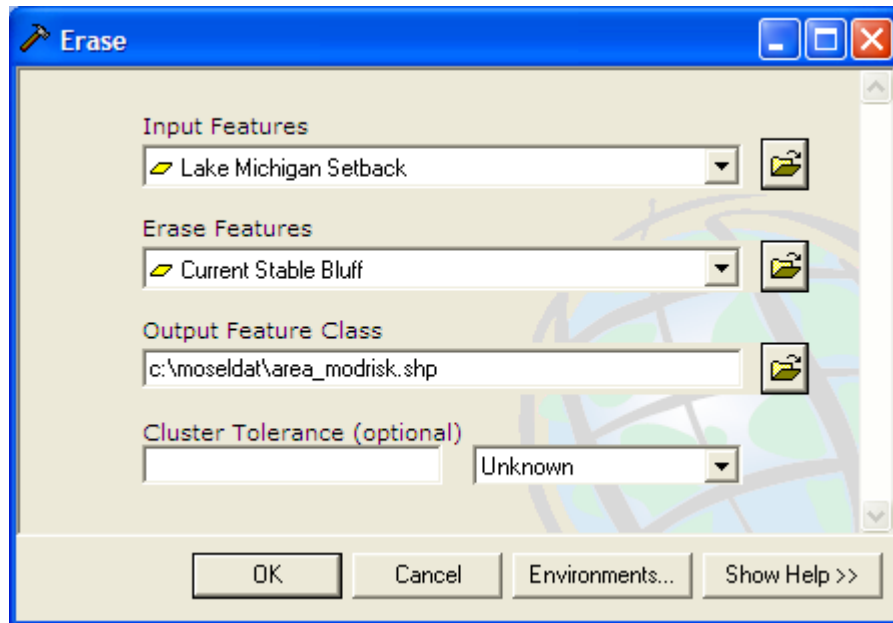 Erase
Input Features
Lake Michigan Setback
Erase Features
Current Stable Bluff
Output Feature Class
c:\moseldat\area_modrisk.shp
Cluster Tolerance (optional)
Unknown
OK Cancel Environments... Show Help >>